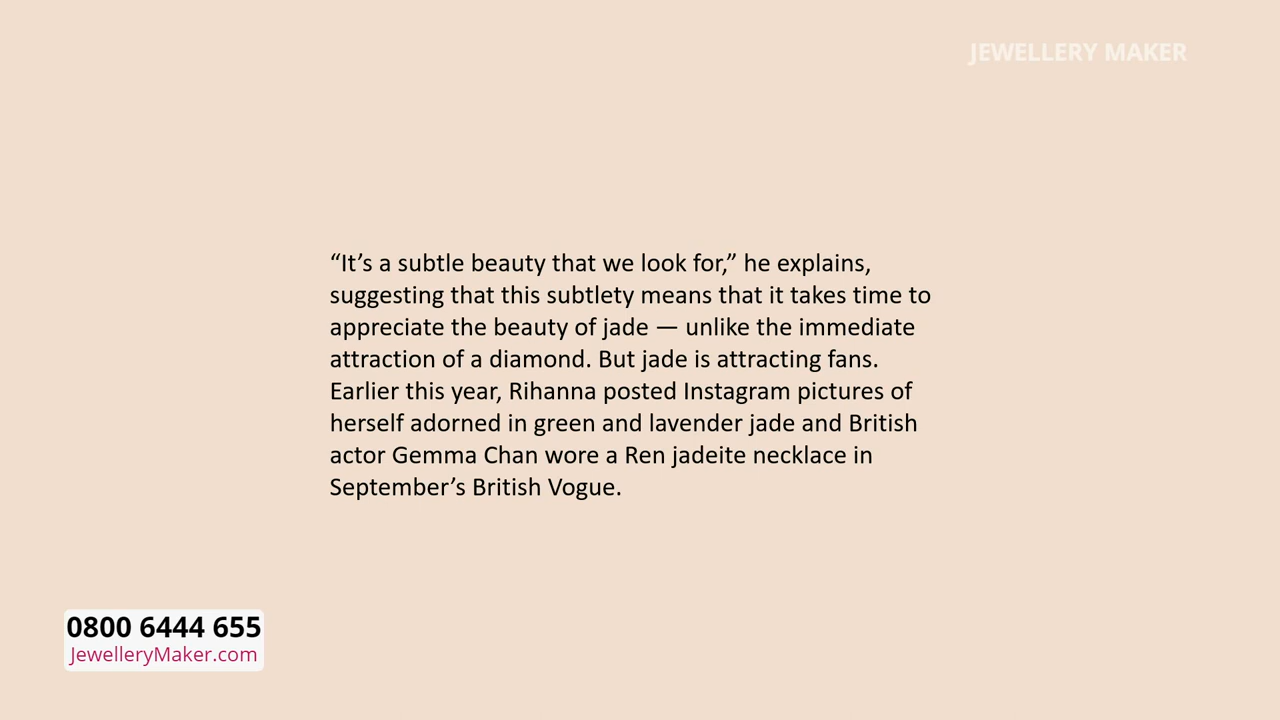 JEWELLERY MAKER
“It’s a subtle beauty that we look for,” he explains,
suggesting that this subtlety means that it takes time to
appreciate the beauty of jade — unlike the immediate
attraction of a diamond. But jade is attracting fans.
Earlier this year, Rihanna posted Instagram pictures of
herself adorned in green and lavender jade and British
actor Gemma Chan wore a Ren jadeite necklace in
September’s British Vogue.
0800 6444 655
JewelleryMaker.com